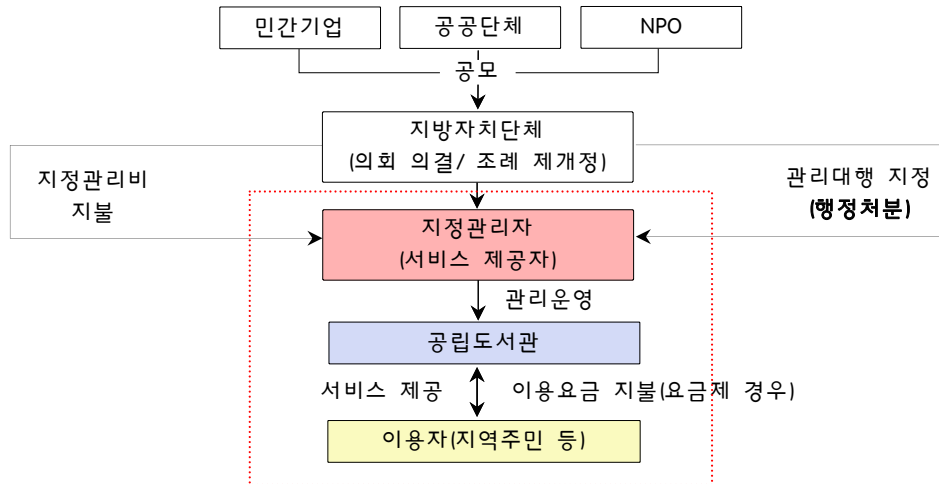 민간기업
공공단체
NPO
공모
지방자치단체
(의회 의결/ 조례 제개정)
지정관리비
지불
관리대행 지정
(행정처분)
지정관리자
(서비스 제공자)
관리운영
공립도서관
서비스 제공
이용요금 지불(요금제 경우)
이용자(지역주민 등)